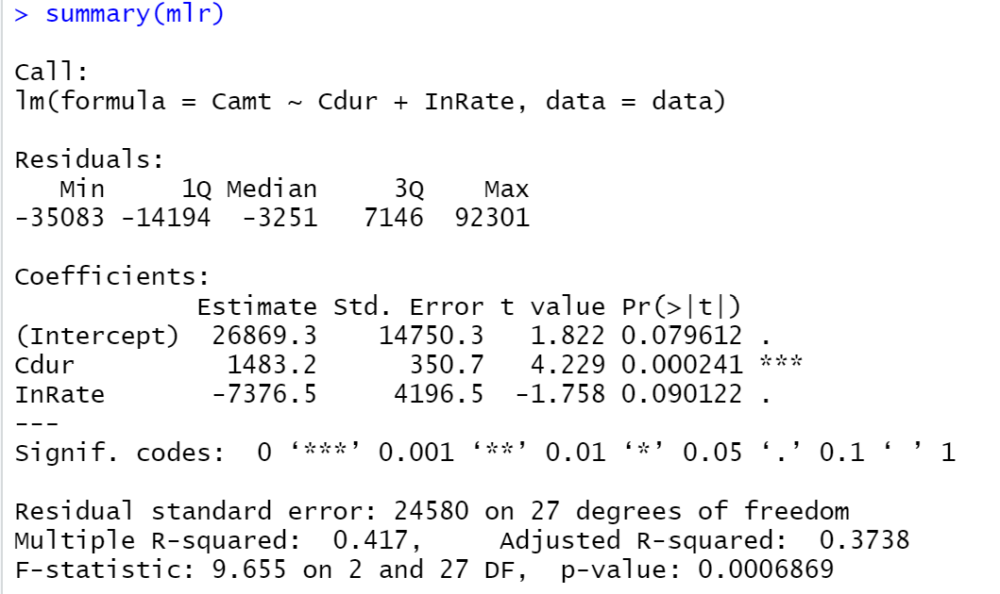 > summary(mlr)
Call:
lm(formula = Camt ~ Cdur + InRate, data = data)
Residuals:
   Min     1Q Median     3Q    Max
-35083 -14194  -3251   7146  92301
Coefficients:
            Estimate Std. Error t value Pr(>|t|)
(Intercept)  26869.3    14750.3   1.822 0.079612 .
Cdur          1483.2      350.7   4.229 0.000241 ***
InRate       -7376.5     4196.5  -1.758 0.090122 .
---
Signif. codes:  0 ‘***’ 0.001 ‘**’ 0.01 ‘*’ 0.05 ‘.’ 0.1 ‘ ’ 1
Residual standard error: 24580 on 27 degrees of freedom
Multiple R-squared:  0.417,     Adjusted R-squared:  0.3738
F-statistic: 9.655 on 2 and 27 DF,  p-value: 0.0006869